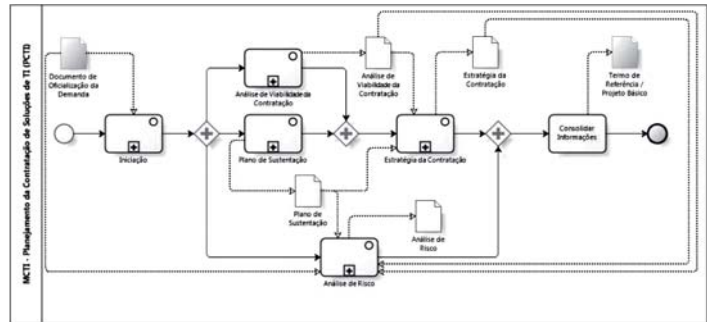 MCTI - Planejamento da Contratação de Soluções de TI (PCTI)
Documento de
Oficialização da
Demanda
Iniciação
Análise de Viabilidade da
Contratação
Plano de Sustentação
Plano de
Sustentação
Análise de
Viabilidade da
Contratação
Estratégia da Contratação
Estratégia da
Contratação
Análise de
Risco
Análise de Risco
Consolidar
Informações
Termo de
Referência /
Projeto Básico